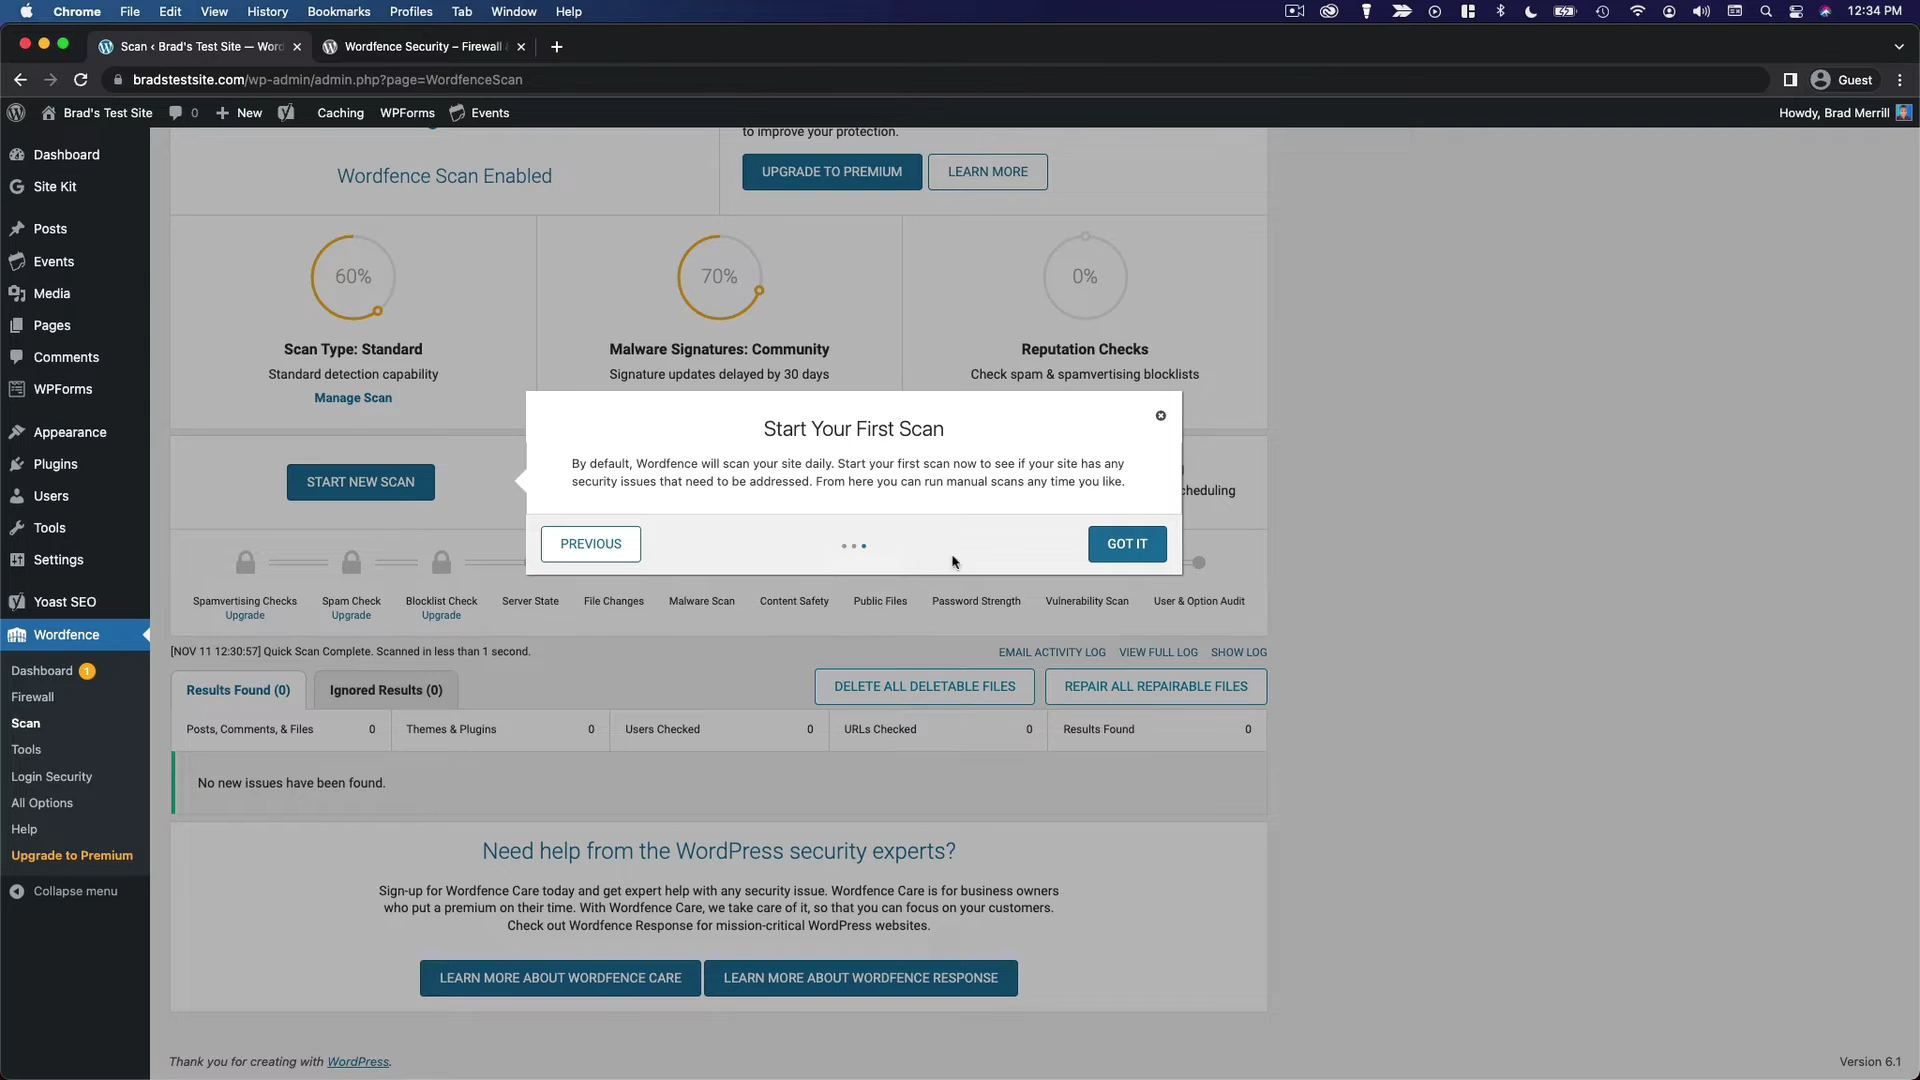 Chrome File Edit View History Bookmarks Profiles Tab Window Help 12:34 PM
Scan ‹ Brad's Test Site — Word
Wordfence Security – Firewall
bradstestsite.com/wp-admin/admin.php?page=WordfenceScan
Guest
Brad's Test Site 0 New Caching WPForms Events
Howdy, Brad Merrill
Dashboard
Site Kit
Posts
Events
Media
Pages
Comments
WPForms
Appearance
Plugins
Users
Tools
Settings
Yoast SEO
Wordfence
Dashboard 1
Firewall
Scan
Tools
Login Security
All Options
Help
Upgrade to Premium
Collapse menu
Wordfence Scan Enabled
to improve your protection.
UPGRADE TO PREMIUM
LEARN MORE
60%
Scan Type: Standard
Standard detection capability
Manage Scan
70%
Malware Signatures: Community
Signature updates delayed by 30 days
0%
Reputation Checks
Check spam & spamvertising blocklists
START NEW SCAN
cheduling
Start Your First Scan
By default, Wordfence will scan your site daily. Start your first scan now to see if your site has any
security issues that need to be addressed. From here you can run manual scans any time you like.
PREVIOUS
GOT IT
Spamvertising Checks
Upgrade
Spam Check
Upgrade
Blocklist Check
Upgrade
Server State
File Changes
Malware Scan
Content Safety
Public Files
Password Strength
Vulnerability Scan
User & Option Audit
[NOV 11 12:30:57] Quick Scan Complete. Scanned in less than 1 second.
EMAIL ACTIVITY LOG VIEW FULL LOG SHOW LOG
Results Found (0)
Ignored Results (0)
DELETE ALL DELETABLE FILES
REPAIR ALL REPAIRABLE FILES
Posts, Comments, & Files 0
Themes & Plugins 0
Users Checked 0
URLs Checked 0
Results Found 0
No new issues have been found.
Need help from the WordPress security experts?
Sign-up for Wordfence Care today and get expert help with any security issue. Wordfence Care is for business owners
who put a premium on their time. With Wordfence Care, we take care of it, so that you can focus on your customers.
Check out Wordfence Response for mission-critical WordPress websites.
LEARN MORE ABOUT WORDFENCE CARE
LEARN MORE ABOUT WORDFENCE RESPONSE
Thank you for creating with WordPress.
Version 6.1